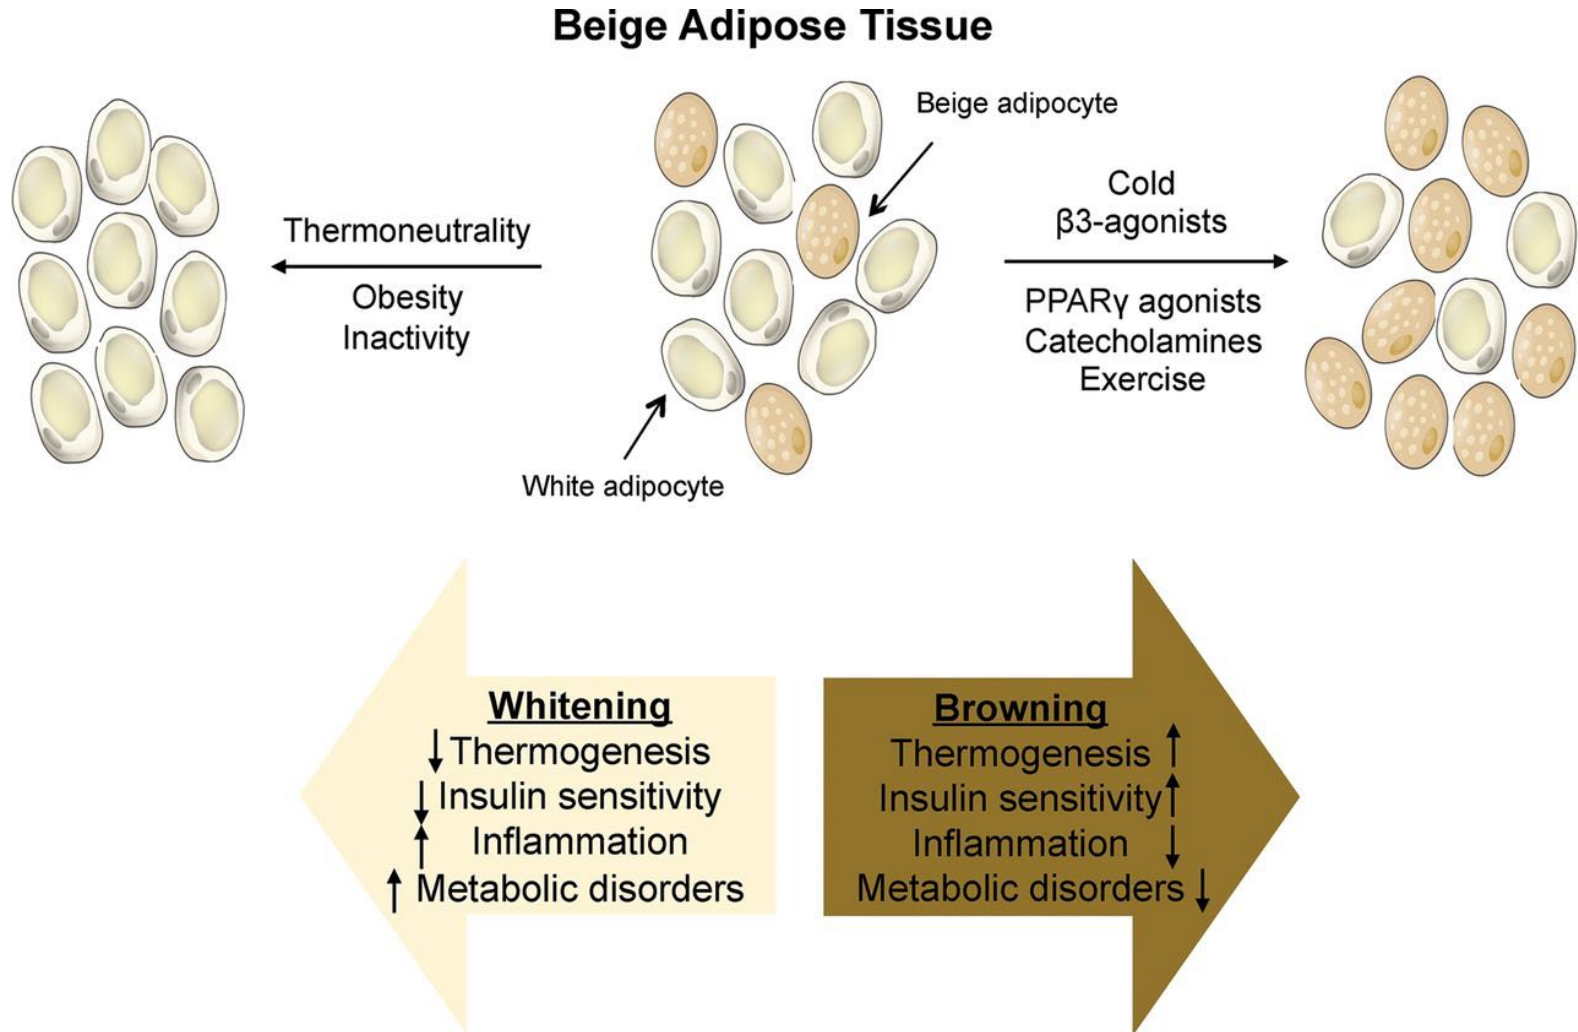 Beige Adipose Tissue
Beige adipocyte
Thermoneutrality
Obesity
Inactivity
Cold
β3-agonists
PPARγ agonists
Catecholamines
Exercise
White adipocyte
Whitening
↓ Thermogenesis
↓ Insulin sensitivity
↑ Inflammation
↑ Metabolic disorders
Browning
Thermogenesis ↑
Insulin sensitivity ↑
Inflammation ↓
Metabolic disorders ↓